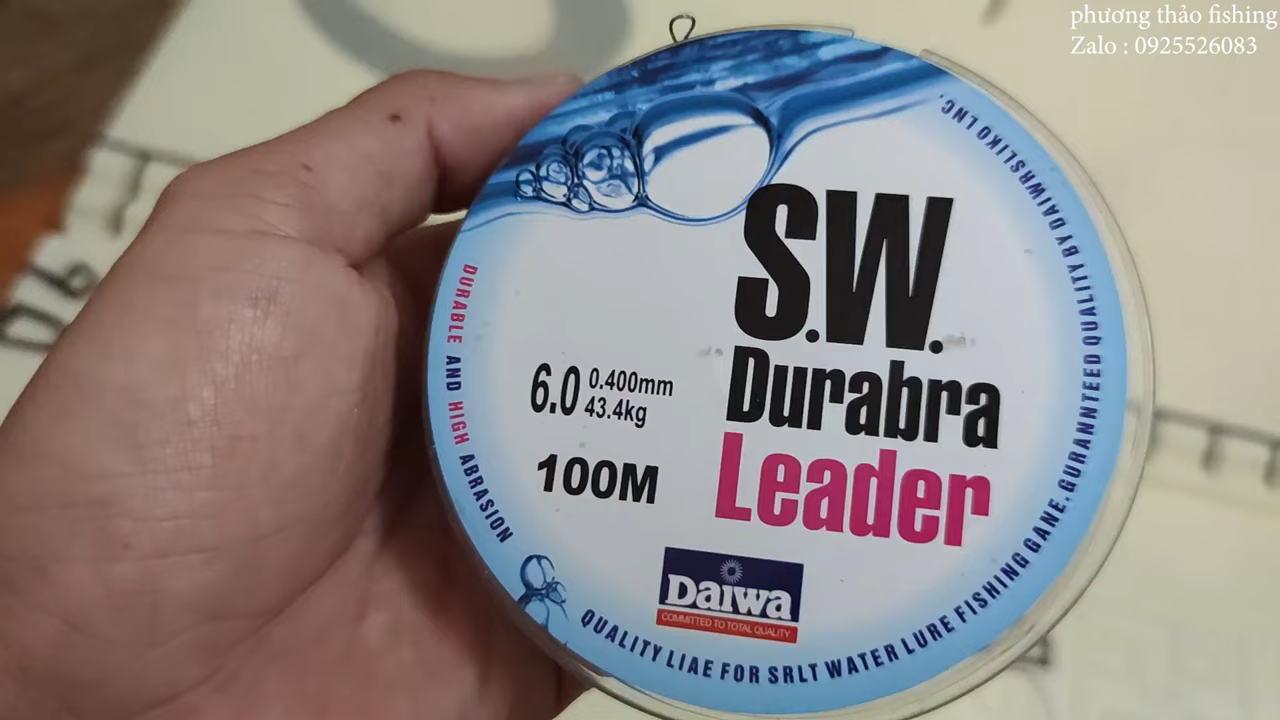 phương thảo fishing
Zalo : 0925526083
S.W.
Durabra
Leader
6.0 0.400mm
43.4kg
100M
Daiwa
COMMITTED TO TOTAL QUALITY
DURABLE AND HIGH ABRASION
QUALITY LIAE FOR SRLT WATER LURE FISHING GANE. GURANNTEED QUALITY BY DAIWRSLIKO LNC.